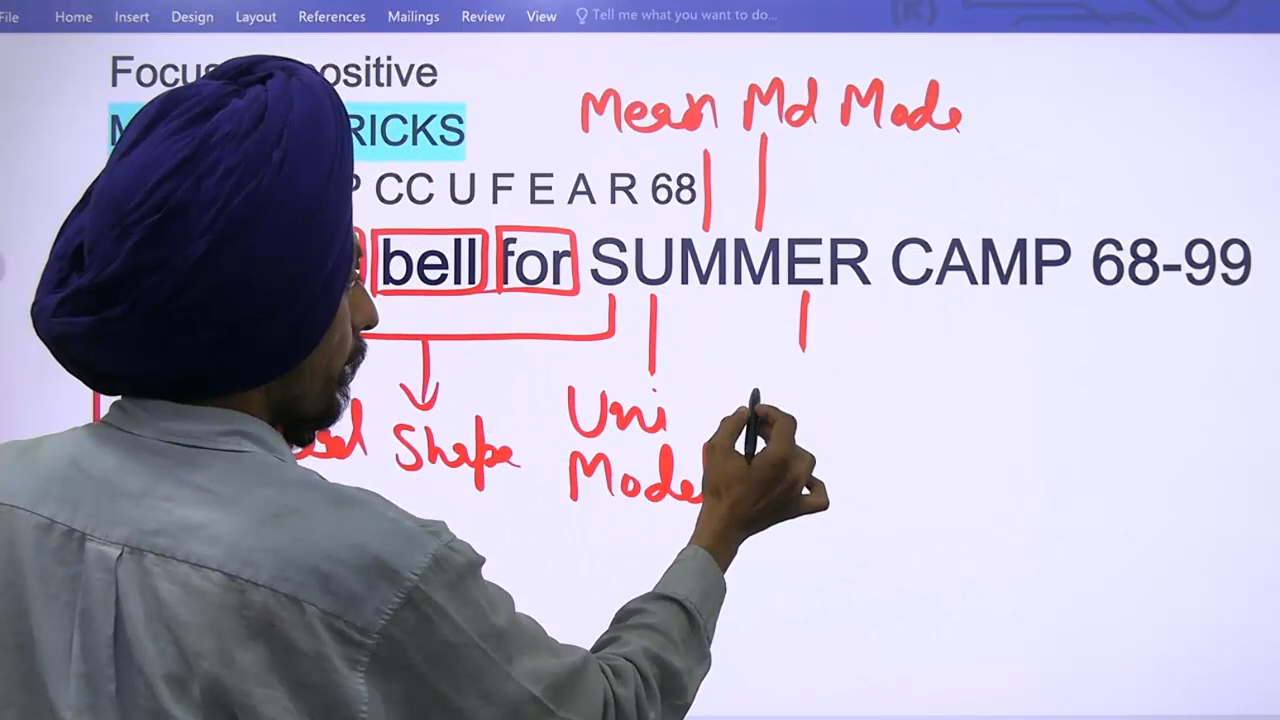 File Home Insert Design Layout References Mailings Review View Tell me what you want to do...
Focus positive
RICKS
CC U F E A R 68
bell for SUMMER CAMP 68-99
Mean Md Mode
Shape
Uni
Model